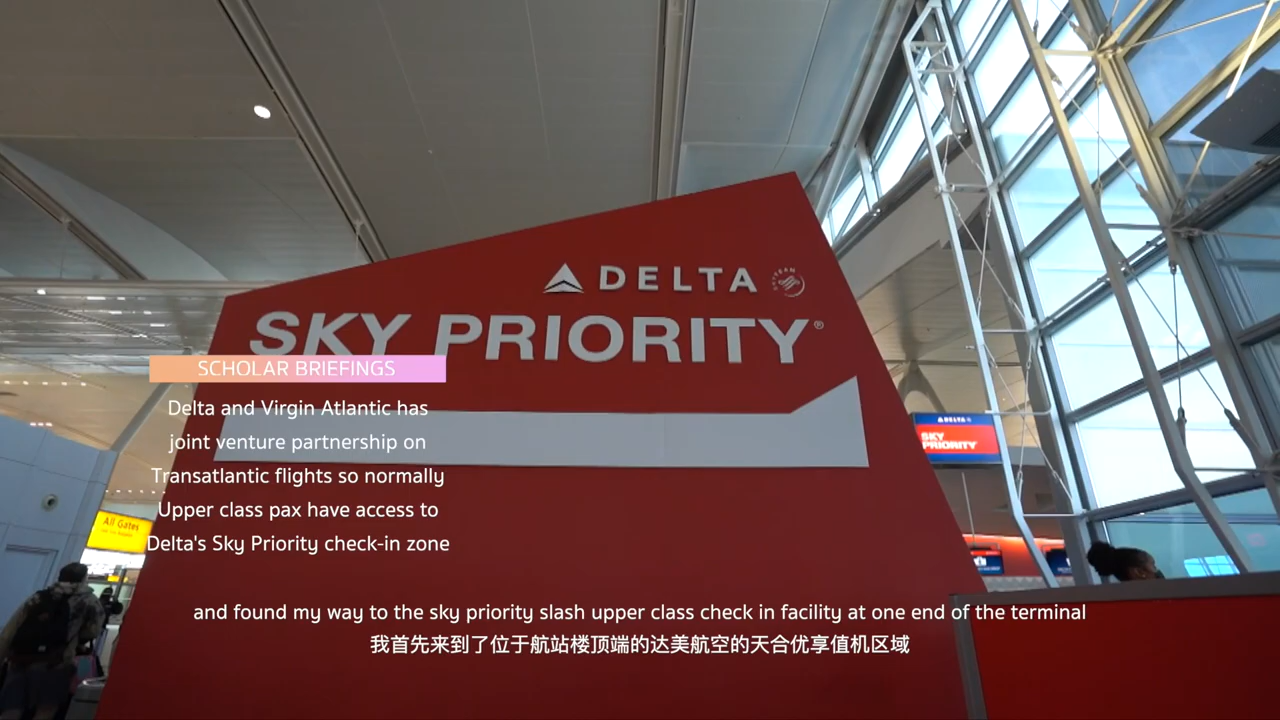 DELTA
SKY PRIORITY®
SCHOLAR BRIEFINGS
Delta and Virgin Atlantic has
joint venture partnership on
Transatlantic flights so normally
Upper class pax have access to
Delta's Sky Priority check-in zone
DELTA
SKY
PRIORITY
All Gates
and found my way to the sky priority slash upper class check in facility at one end of the terminal
我首先来到了位于航站楼顶端的达美航空的天合优享值机区域